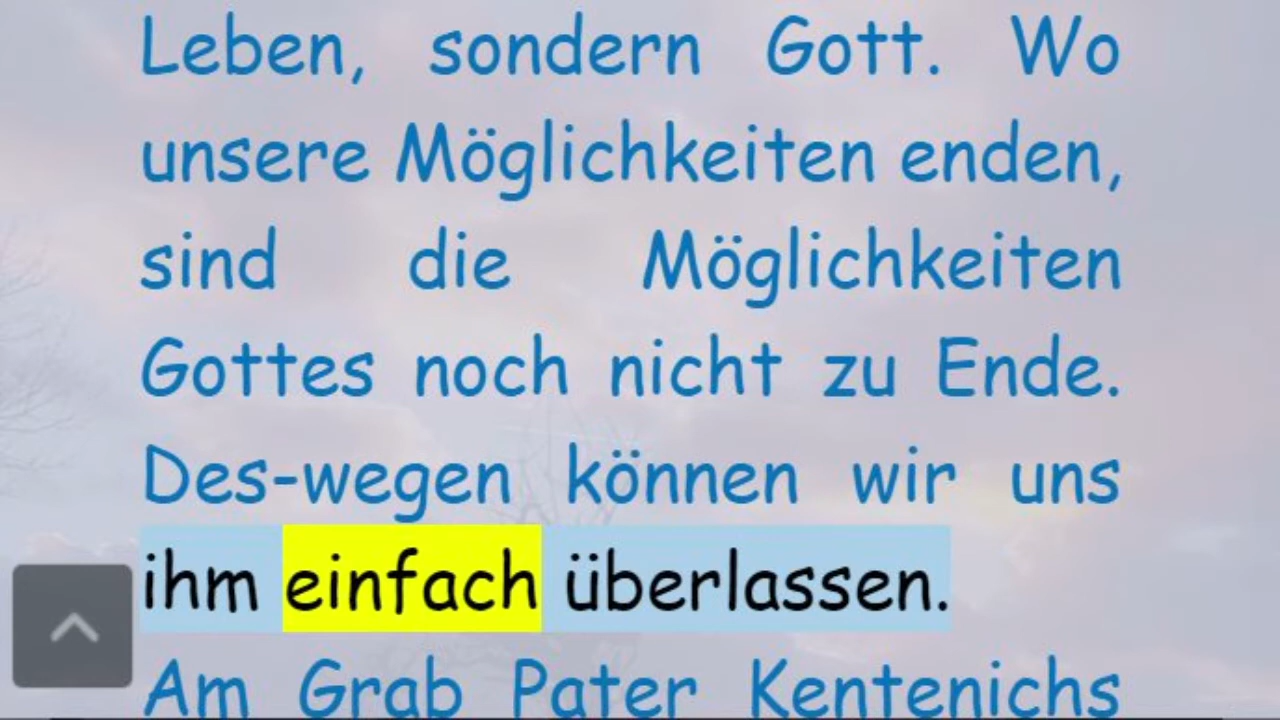 Leben, sondern Gott. Wo
unsere Möglichkeiten enden,
sind die Möglichkeiten
Gottes noch nicht zu Ende.
Des-wegen können wir uns
ihm einfach überlassen.
Am Grab Pater Kentenichs